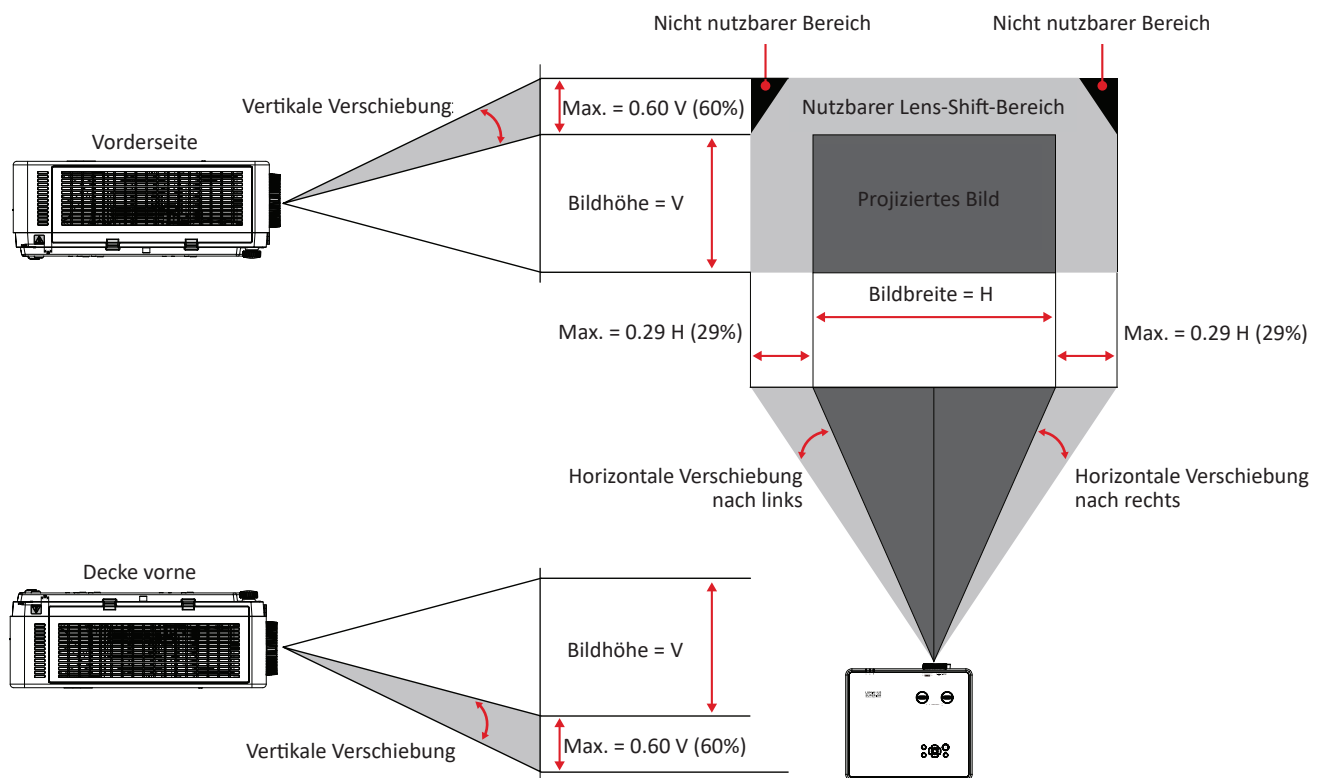 Nicht nutzbarer Bereich
Nicht nutzbarer Bereich
Vertikale Verschiebung
Max. = 0.60 V (60%)
Nutzbarer Lens-Shift-Bereich
Vorderseite
Bildhöhe = V
Projiziertes Bild
Bildbreite = H
Max. = 0.29 H (29%)
Max. = 0.29 H (29%)
Horizontale Verschiebung
nach links
Horizontale Verschiebung
nach rechts
Decke vorne
Bildhöhe = V
Vertikale Verschiebung
Max. = 0.60 V (60%)